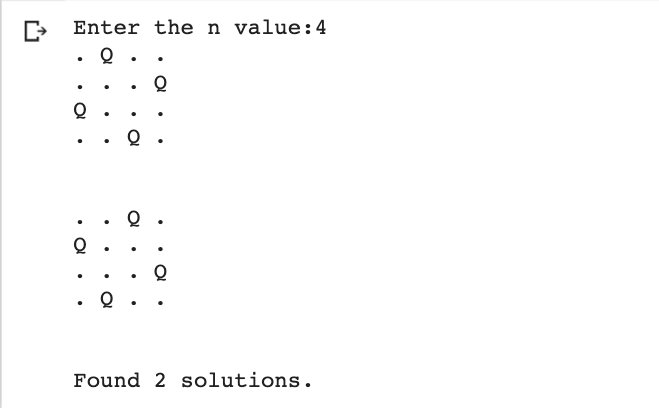 Enter the n value:4
. Q . .
. . . Q
Q . . .
. . Q .
. . Q .
Q . . .
. . . Q
. Q . .
Found 2 solutions.